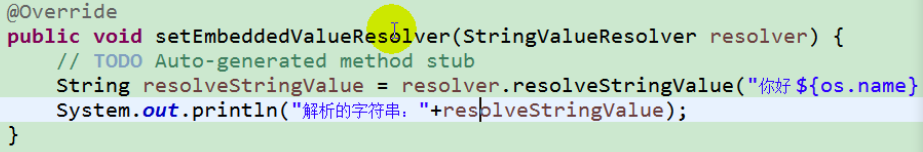 @Override
public void setEmbeddedValueResolver(StringValueResolver resolver) {
// TODO Auto-generated method stub
String resolveStringValue = resolver.resolveStringValue("你好 ${os.name}
System.out.println("解析的字符串："+resolveStringValue);
}